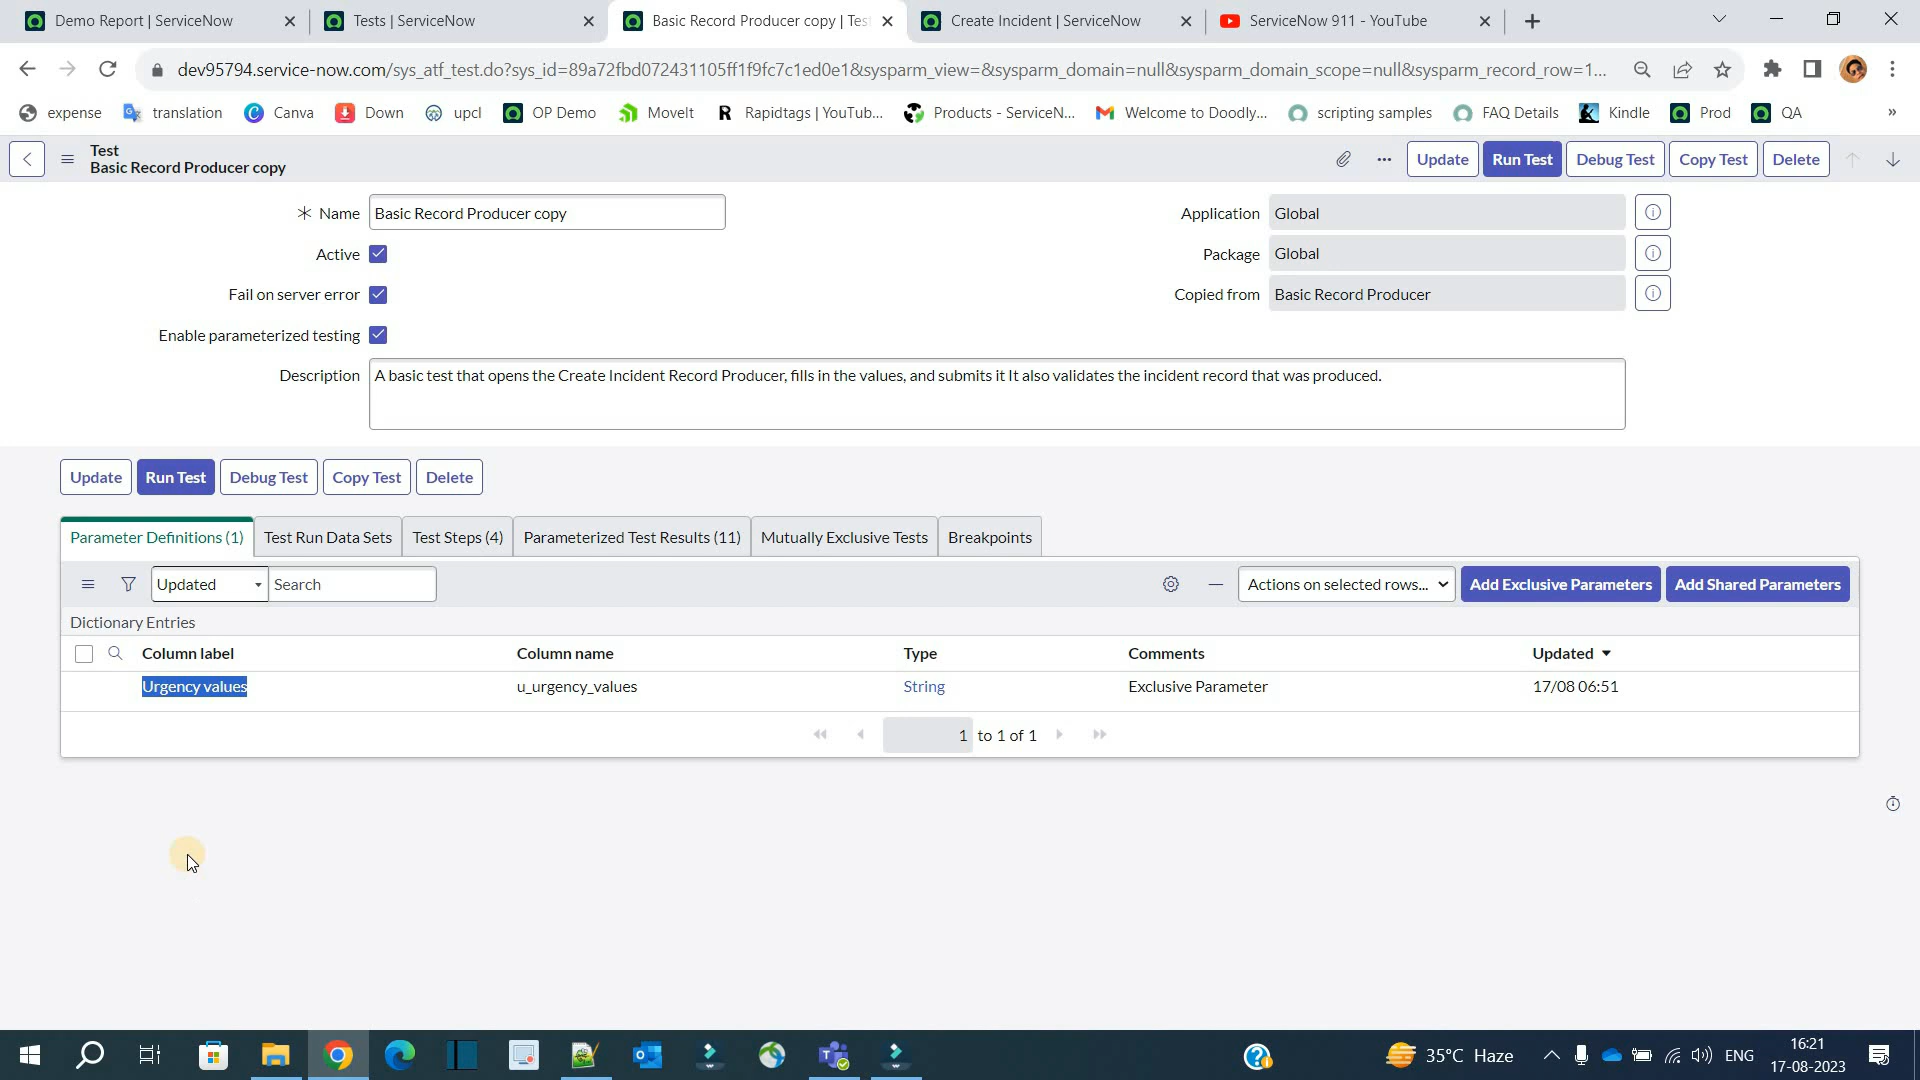 Demo Report | ServiceNow
Tests | ServiceNow
Basic Record Producer copy | Tes
Create Incident | ServiceNow
ServiceNow 911 - YouTube
dev95794.service-now.com/sys_atf_test.do?sys_id=89a72fbd072431105ff1f9fc7c1ed0e1&sysparm_view=&sysparm_domain=null&sysparm_domain_scope=null&sysparm_record_row=1...
expense
translation
Canva
Down
upcl
OP Demo
MoveIt
Rapidtags | YouTub...
Products - ServiceN...
Welcome to Doodly...
scripting samples
FAQ Details
Kindle
Prod
QA
»
Test
Basic Record Producer copy
Update
Run Test
Debug Test
Copy Test
Delete
Name
Basic Record Producer copy
Application
Global
Active
Package
Global
Fail on server error
Copied from
Basic Record Producer
Enable parameterized testing
Description
A basic test that opens the Create Incident Record Producer, fills in the values, and submits it It also validates the incident record that was produced.
Update
Run Test
Debug Test
Copy Test
Delete
Parameter Definitions (1)
Test Run Data Sets
Test Steps (4)
Parameterized Test Results (11)
Mutually Exclusive Tests
Breakpoints
Updated
Search
Actions on selected rows...
Add Exclusive Parameters
Add Shared Parameters
Dictionary Entries
Column label
Column name
Type
Comments
Updated
Urgency values
u_urgency_values
String
Exclusive Parameter
17/08 06:51
1 to 1 of 1
35°C Haze
ENG
16:21
17-08-2023